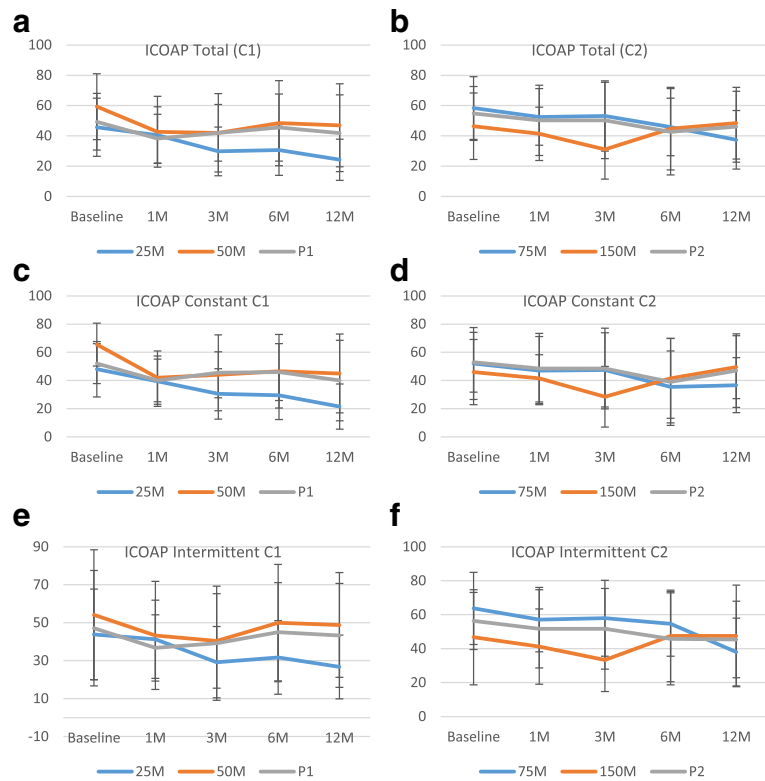 a
ICOAP Total (C1)
100
80
60
40
20
0
Baseline 1M 3M 6M 12M
25M 50M P1
b
ICOAP Total (C2)
100
80
60
40
20
0
Baseline 1M 3M 6M 12M
75M 150M P2
c
ICOAP Constant C1
100
80
60
40
20
0
Baseline 1M 3M 6M 12M
25M 50M P1
d
ICOAP Constant C2
100
80
60
40
20
0
Baseline 1M 3M 6M 12M
75M 150M P2
e
ICOAP Intermittent C1
90
70
50
30
10
-10
Baseline 1M 3M 6M 12M
25M 50M P1
f
ICOAP Intermittent C2
100
80
60
40
20
0
Baseline 1M 3M 6M 12M
75M 150M P2